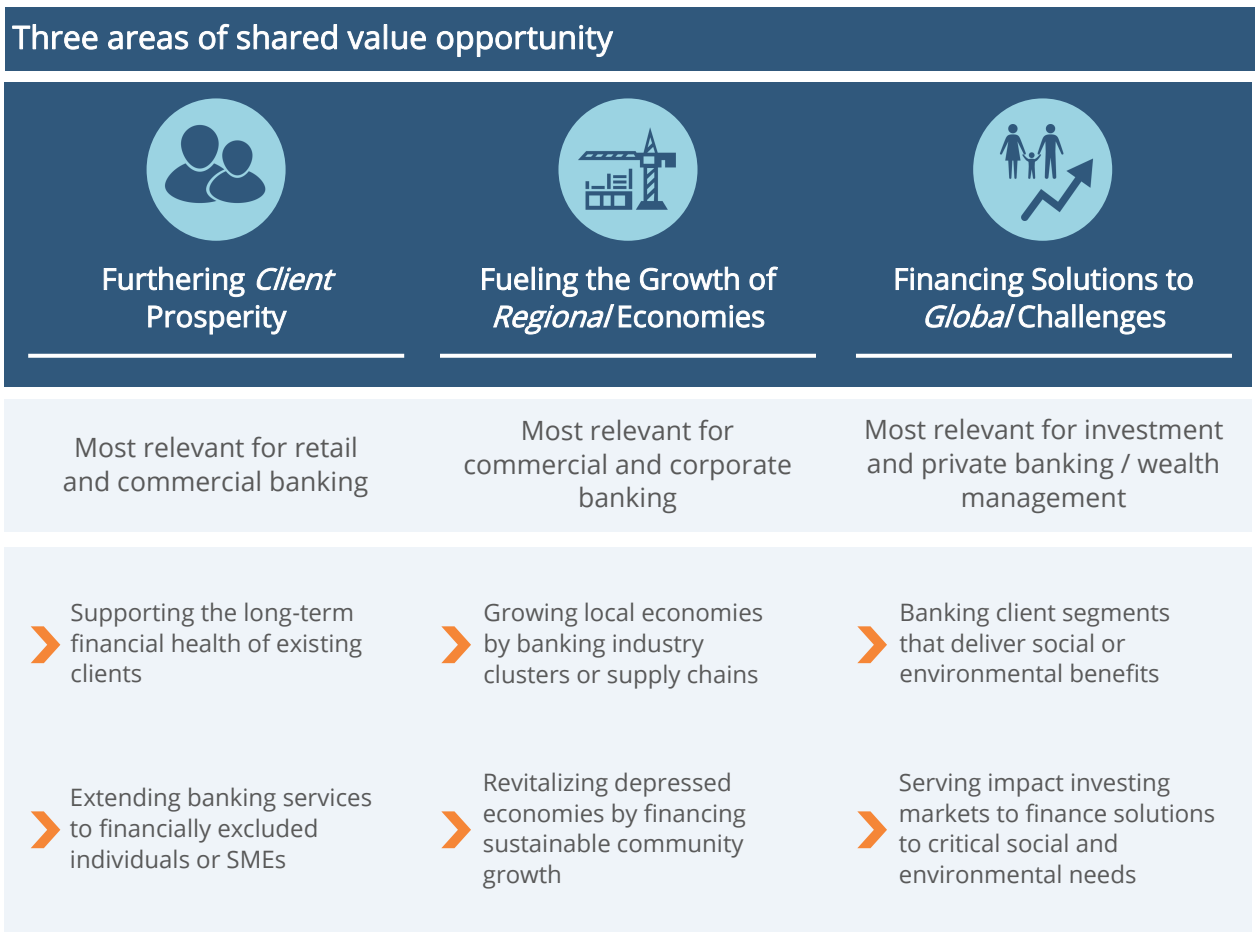 Three areas of shared value opportunity
Furthering Client
Prosperity
Fueling the Growth of
Regional Economies
Financing Solutions to
Global Challenges
Most relevant for retail
and commercial banking
Most relevant for
commercial and corporate
banking
Most relevant for investment
and private banking / wealth
management
Supporting the long-term
financial health of existing
clients
Growing local economies
by banking industry
clusters or supply chains
Banking client segments
that deliver social or
environmental benefits
Extending banking services
to financially excluded
individuals or SMEs
Revitalizing depressed
economies by financing
sustainable community
growth
Serving impact investing
markets to finance solutions
to critical social and
environmental needs